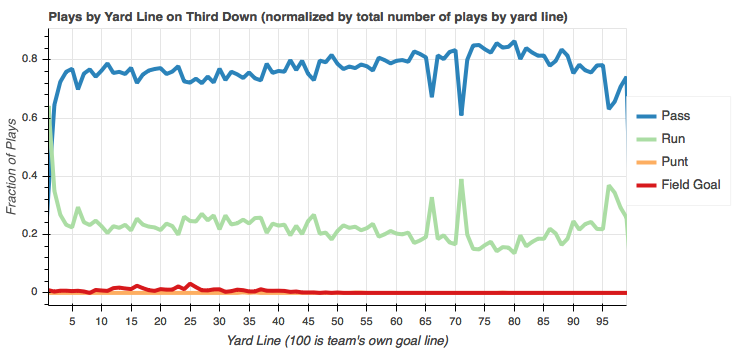 Plays by Yard Line on Third Down (normalized by total number of plays by yard line)
0.8
0.6
0.4
0.2
0
Fraction of Plays
5 10 15 20 25 30 35 40 45 50 55 60 65 70 75 80 85 90 95
Yard Line (100 is team's own goal line)
Pass
Run
Punt
Field Goal